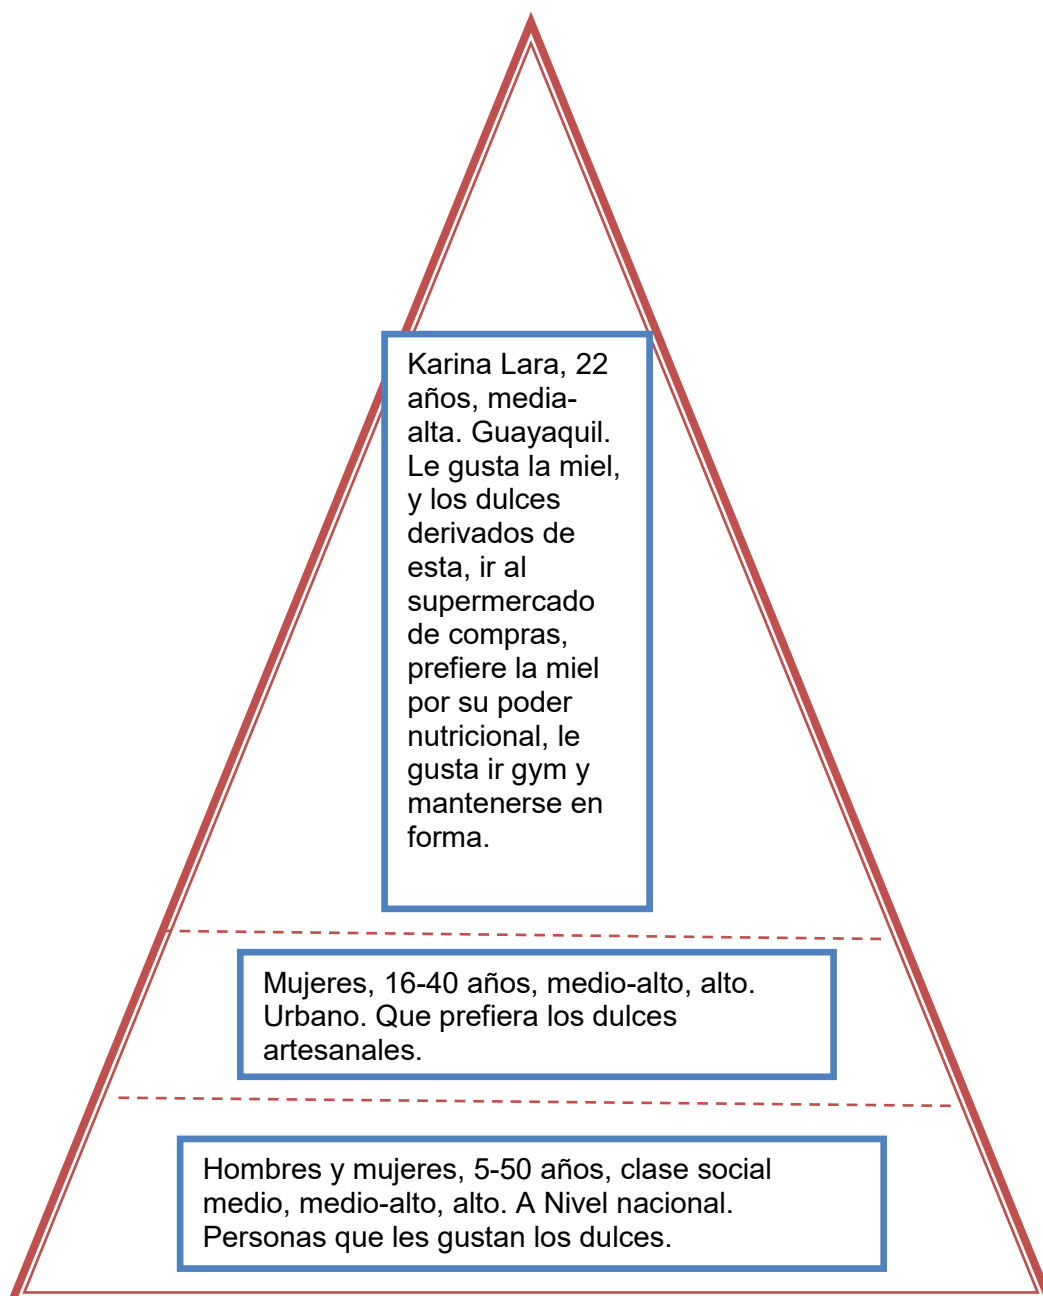 Karina Lara, 22
años, media-
alta. Guayaquil.
Le gusta la miel,
y los dulces
derivados de
esta, ir al
supermercado
de compras,
prefiere la miel
por su poder
nutricional, le
gusta ir gym y
mantenerse en
forma.
Mujeres, 16-40 años, medio-alto, alto.
Urbano. Que prefiera los dulces
artesanales.
Hombres y mujeres, 5-50 años, clase social
medio, medio-alto, alto. A Nivel nacional.
Personas que les gustan los dulces.